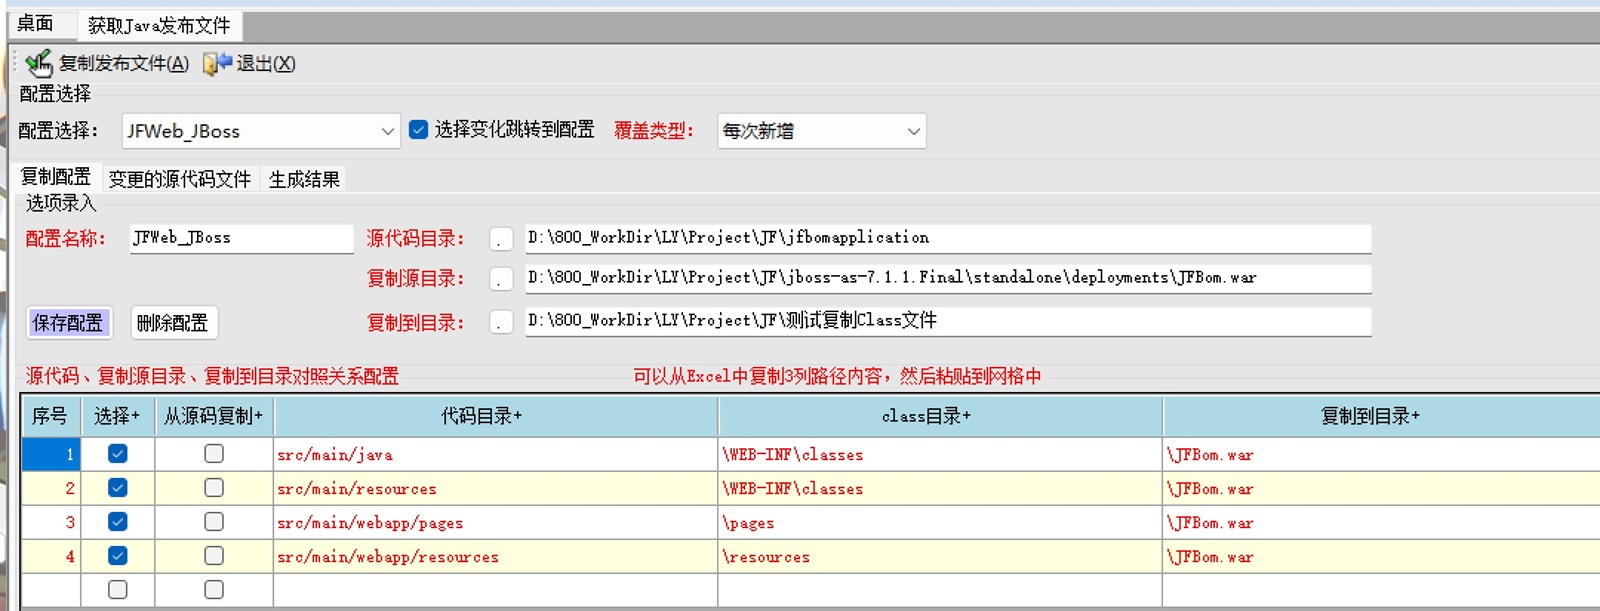 桌面 获取Java发布文件
复制发布文件(A) 退出(X)
配置选择
配置选择： JFWeb_JBoss 选择变化跳转到配置 覆盖类型： 每次新增
复制配置 变更的源代码文件 生成结果
选项录入
配置名称： JFWeb_JBoss 源代码目录： . D:\800_WorkDir\LY\Project\JF\jfbomapplication
复制源目录： . D:\800_WorkDir\LY\Project\JF\jboss-as-7.1.1.Final\standalone\deployments\JFBom.war
保存配置 删除配置 复制到目录： . D:\800_WorkDir\LY\Project\JF\测试复制Class文件
源代码、复制源目录、复制到目录对照关系配置 可以从Excel中复制3列路径内容，然后粘贴到网格中
序号 选择+ 从源码复制+ 代码目录+ class目录+ 复制到目录+
1 src/main/java \WEB-INF\classes \JFBom.war
2 src/main/resources \WEB-INF\classes \JFBom.war
3 src/main/webapp/pages \pages \JFBom.war
4 src/main/webapp/resources \resources \JFBom.war